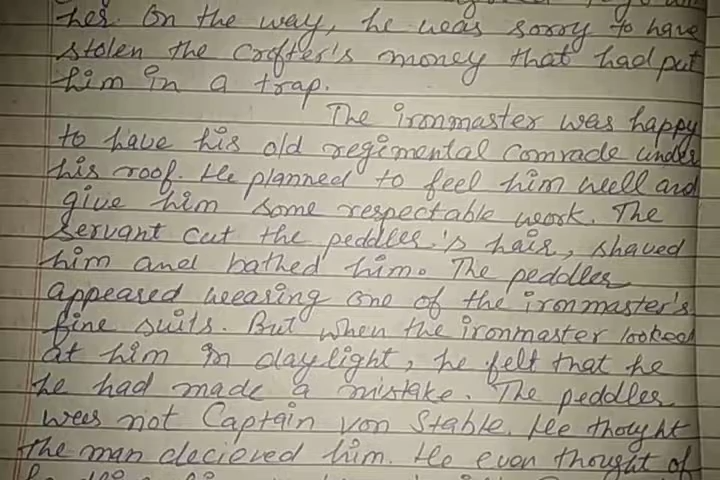 her. On the way, he was sorry to have
stolen the Crofter's money that had put
him in a trap.
The ironmaster was happy
to have his old regimental Comrade under
his roof. He planned to feel him well and
give him some respectable work. The
servant cut the peddler's hair, shaved
him and bathed him. The peddler
appeared wearing one of the ironmaster's
fine suits. But when the ironmaster looked
at him in daylight, he felt that he
he had made a mistake. The peddler
was not Captain von Stable. He thought
the man decieved him. He even thought of